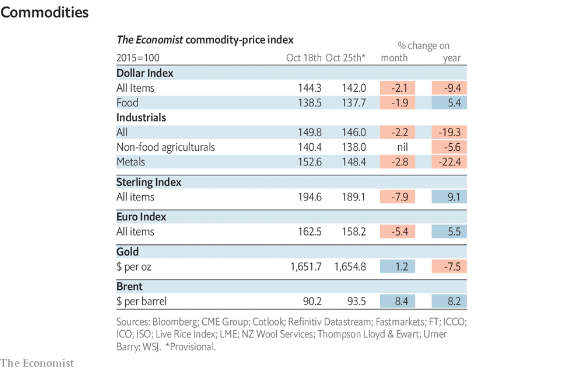 Commodities
The Economist commodity-price index
% change on
2015=100 Oct 18th Oct 25th* month year
Dollar Index
All Items 144.3 142.0 -2.1 -9.4
Food 138.5 137.7 -1.9 5.4
Industrials
All 149.8 146.0 -2.2 -19.3
Non-food agriculturals 140.4 138.0 nil -5.6
Metals 152.6 148.4 -2.8 -22.4
Sterling Index
All items 194.6 189.1 -7.9 9.1
Euro Index
All items 162.5 158.2 -5.4 5.5
Gold
$ per oz 1,651.7 1,654.8 1.2 -7.5
Brent
$ per barrel 90.2 93.5 8.4 8.2
Sources: Bloomberg; CME Group; Cotlook; Refinitiv Datastream; Fastmarkets; FT; ICCO;
ICO; ISO; Live Rice Index; LME; NZ Wool Services; Thompson Lloyd & Ewart; Urner
Barry; WSJ. *Provisional.
The Economist